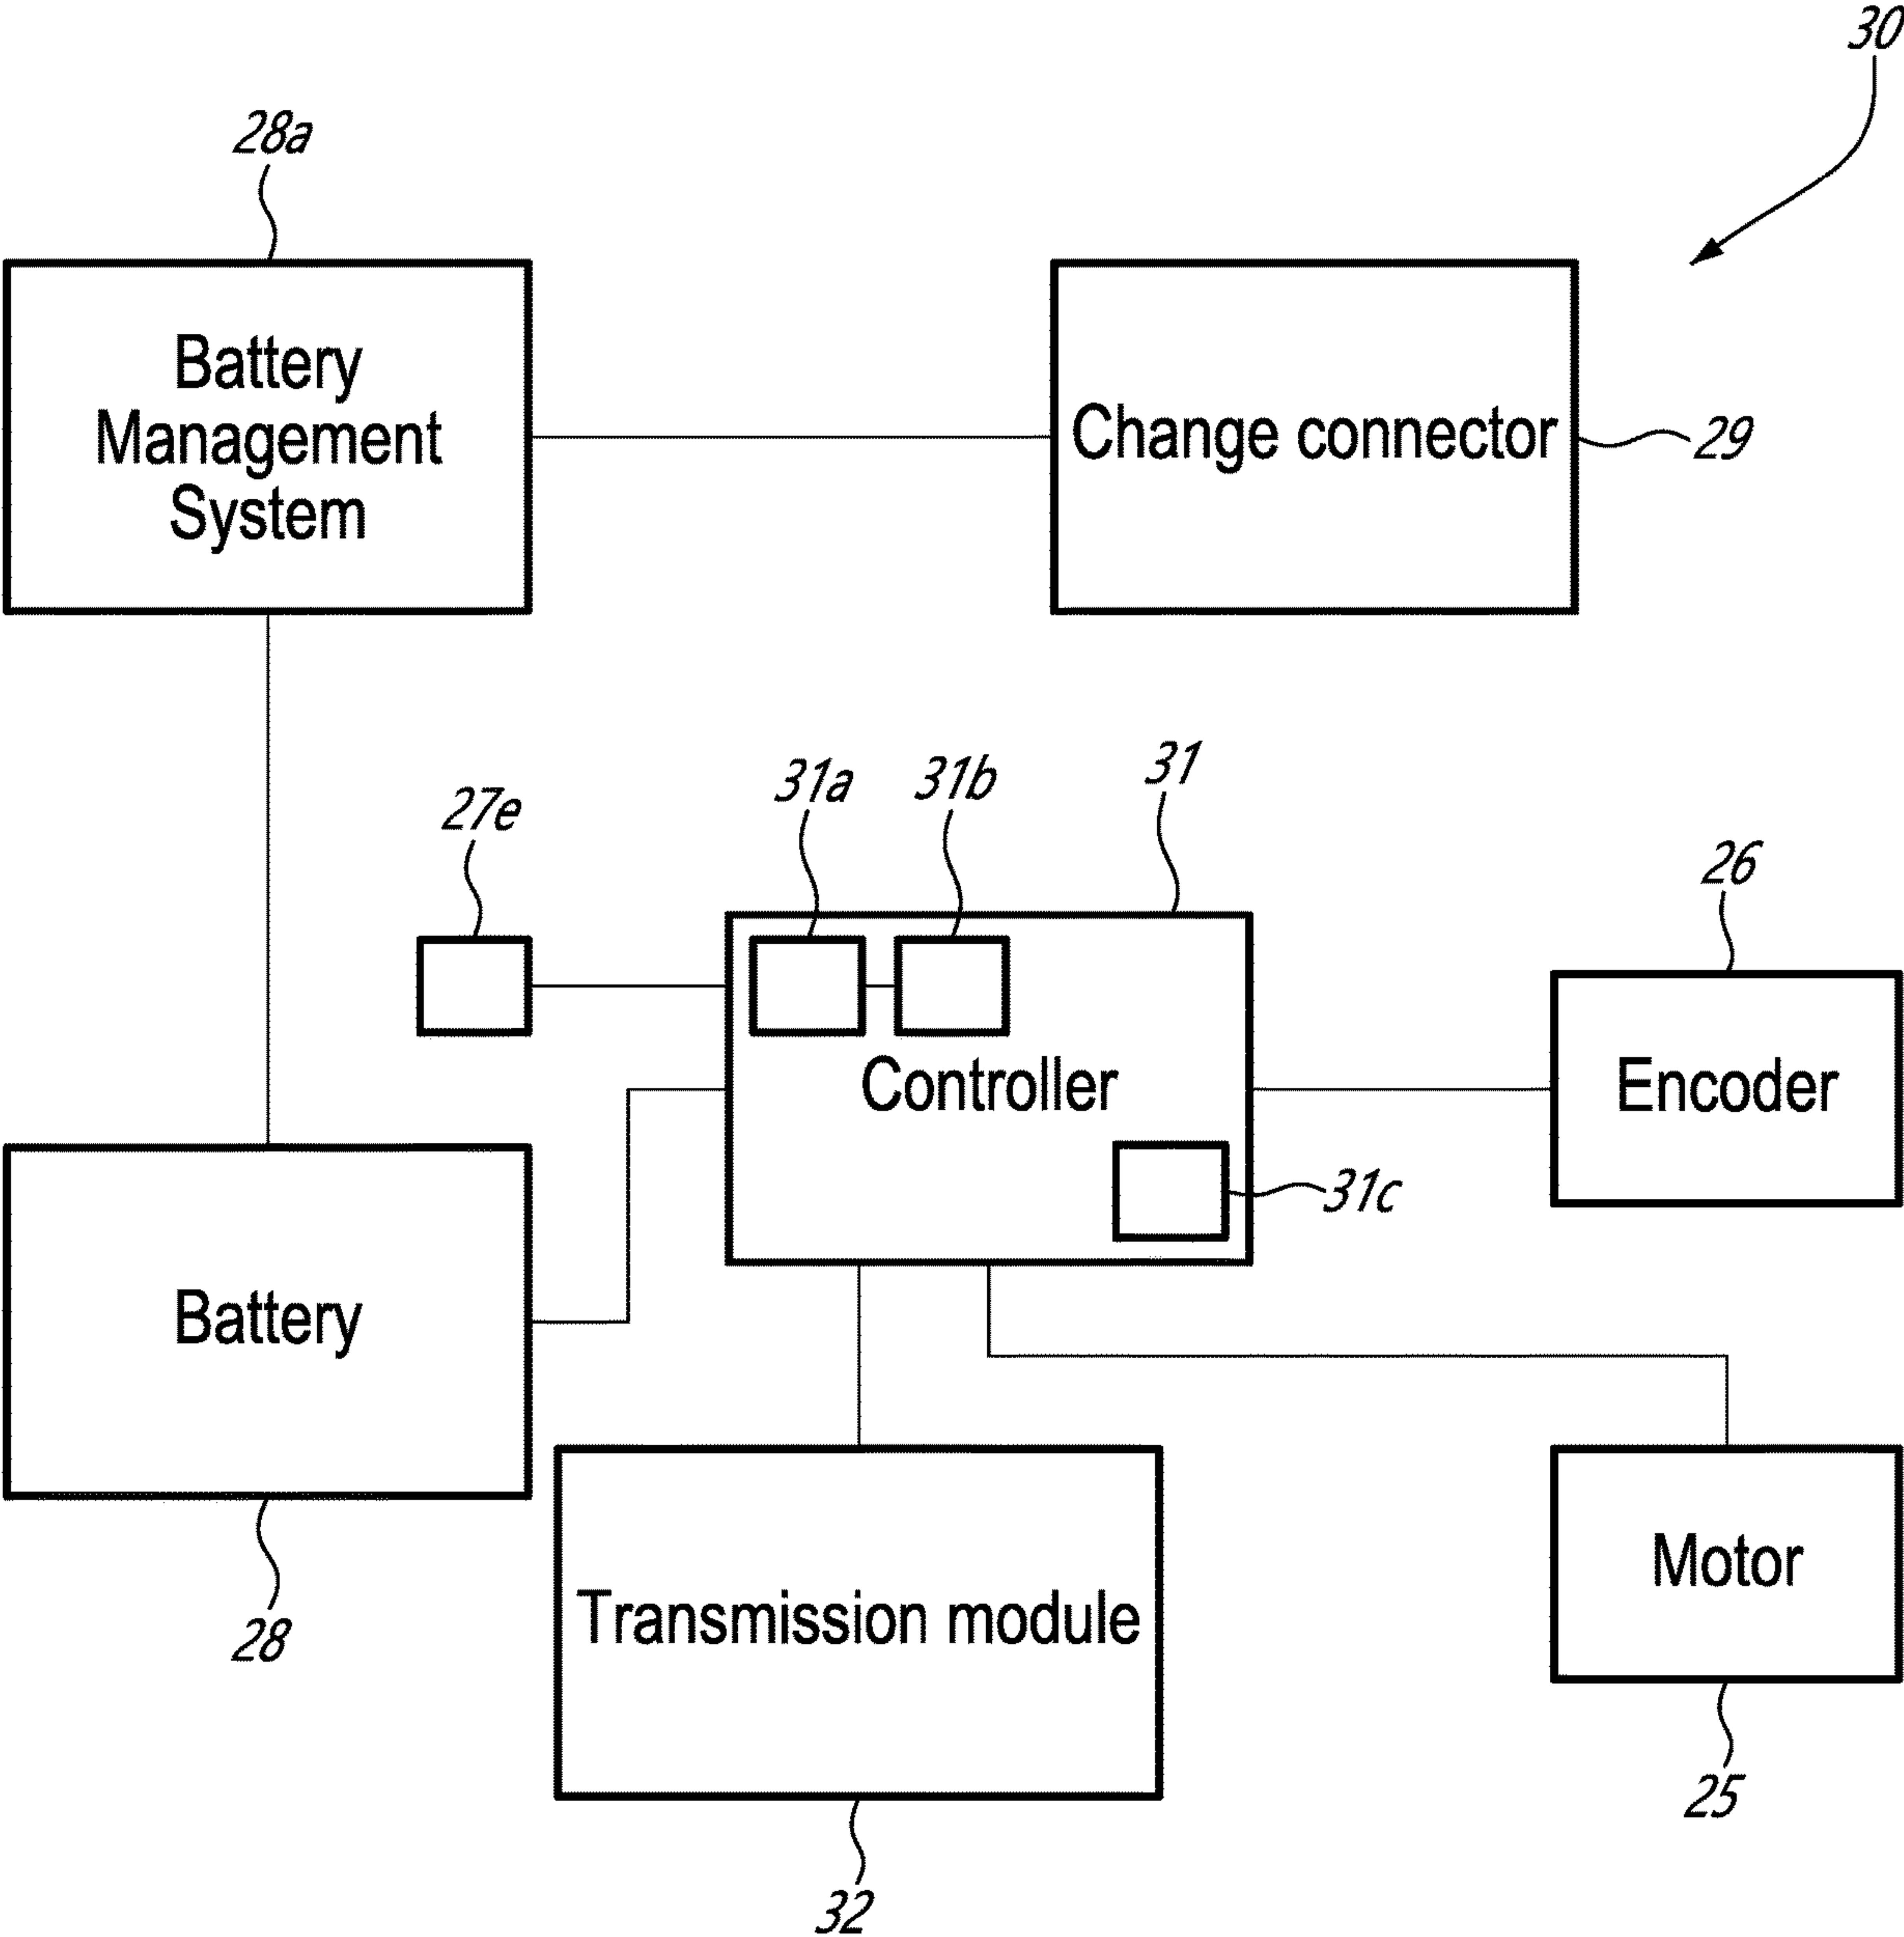 30
28a
Battery
Management
System
Change connector
29
31
31a
31b
27e
26
Controller
Encoder
31c
Battery
Motor
Transmission module
28
25
32